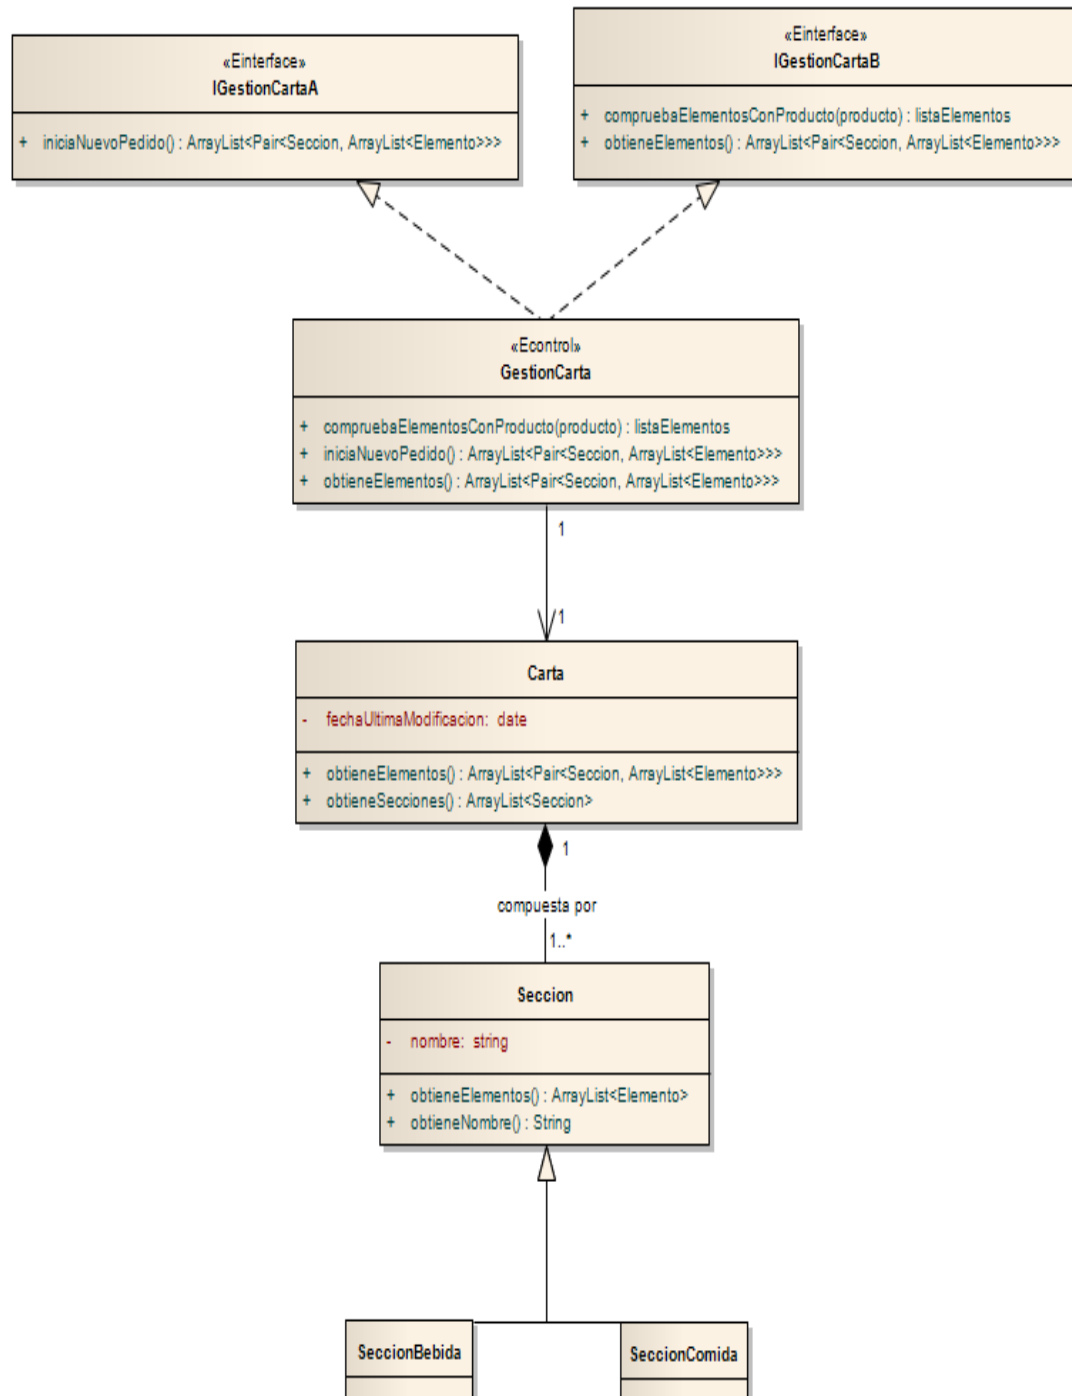 «Einterface»
IGestionCartaA
+ iniciaNuevoPedido() : ArrayList<Pair<Seccion, ArrayList<Elemento>>>
«Einterface»
IGestionCartaB
+ compruebaElementosConProducto(producto) : listaElementos
+ obtieneElementos() : ArrayList<Pair<Seccion, ArrayList<Elemento>>>
«Econtrol»
GestionCarta
+ compruebaElementosConProducto(producto) : listaElementos
+ iniciaNuevoPedido() : ArrayList<Pair<Seccion, ArrayList<Elemento>>>
+ obtieneElementos() : ArrayList<Pair<Seccion, ArrayList<Elemento>>>
1
1
Carta
- fechaUltimaModificacion: date
+ obtieneElementos() : ArrayList<Pair<Seccion, ArrayList<Elemento>>>
+ obtieneSecciones() : ArrayList<Seccion>
1
compuesta por
1..*
Seccion
- nombre: string
+ obtieneElementos() : ArrayList<Elemento>
+ obtieneNombre() : String
SeccionBebida
SeccionComida